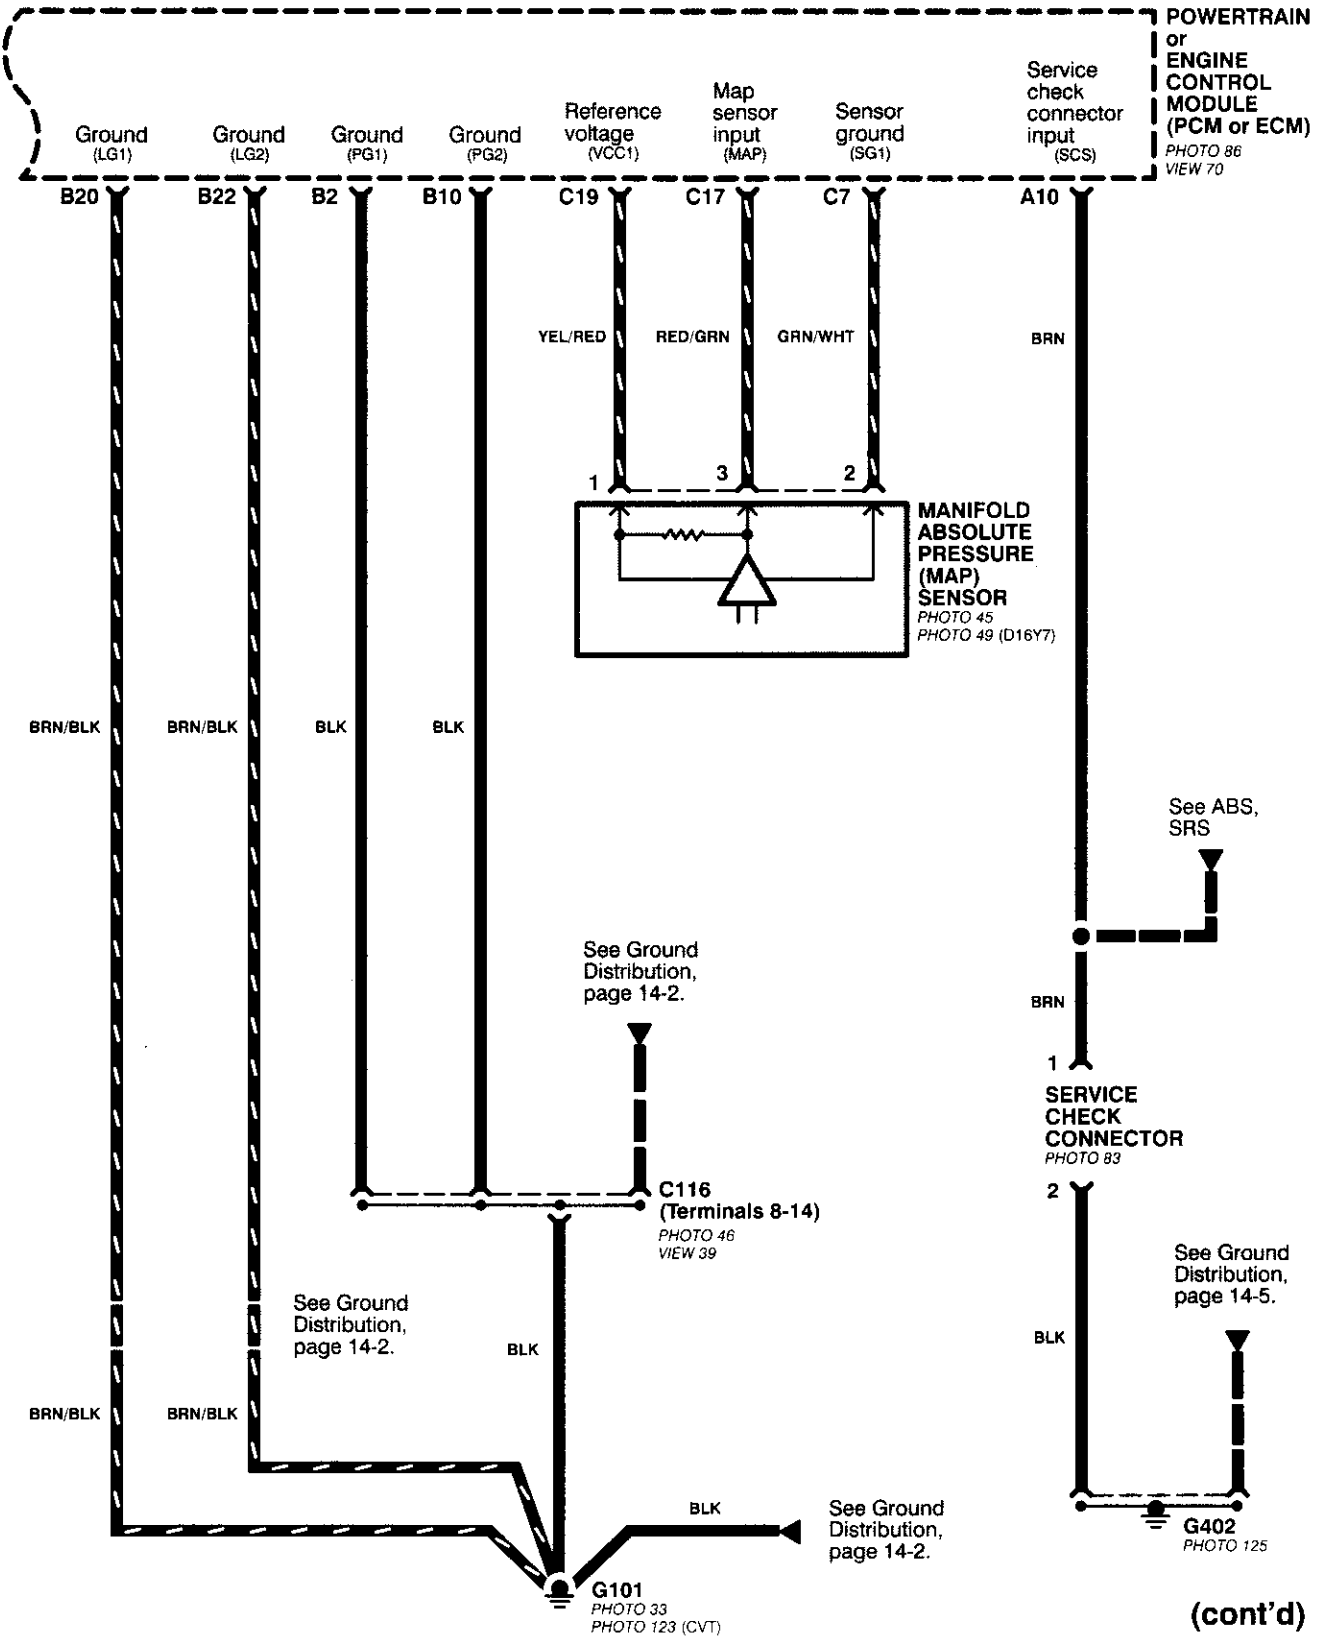 POWERTRAIN
or
ENGINE
CONTROL
MODULE
(PCM or ECM)
PHOTO 86
VIEW 70
Ground
(LG1)
Ground
(LG2)
Ground
(PG1)
Ground
(PG2)
Reference
voltage
(VCC1)
Map
sensor
input
(MAP)
Sensor
ground
(SG1)
Service
check
connector
input
(SCS)
B20
B22
B2
B10
C19
C17
C7
A10
YEL/RED
RED/GRN
GRN/WHT
BRN
1
3
2
MANIFOLD
ABSOLUTE
PRESSURE
(MAP)
SENSOR
PHOTO 45
PHOTO 49 (D16Y7)
BRN/BLK
BRN/BLK
BLK
BLK
See ABS,
SRS
See Ground
Distribution,
page 14-2.
BRN
1
SERVICE
CHECK
CONNECTOR
PHOTO 83
2
C116
(Terminals 8-14)
PHOTO 46
VIEW 39
See Ground
Distribution,
page 14-5.
See Ground
Distribution,
page 14-2.
BLK
BLK
BRN/BLK
BRN/BLK
BLK
See Ground
Distribution,
page 14-2.
G402
PHOTO 125
G101
PHOTO 33
PHOTO 123 (CVT)
(cont'd)